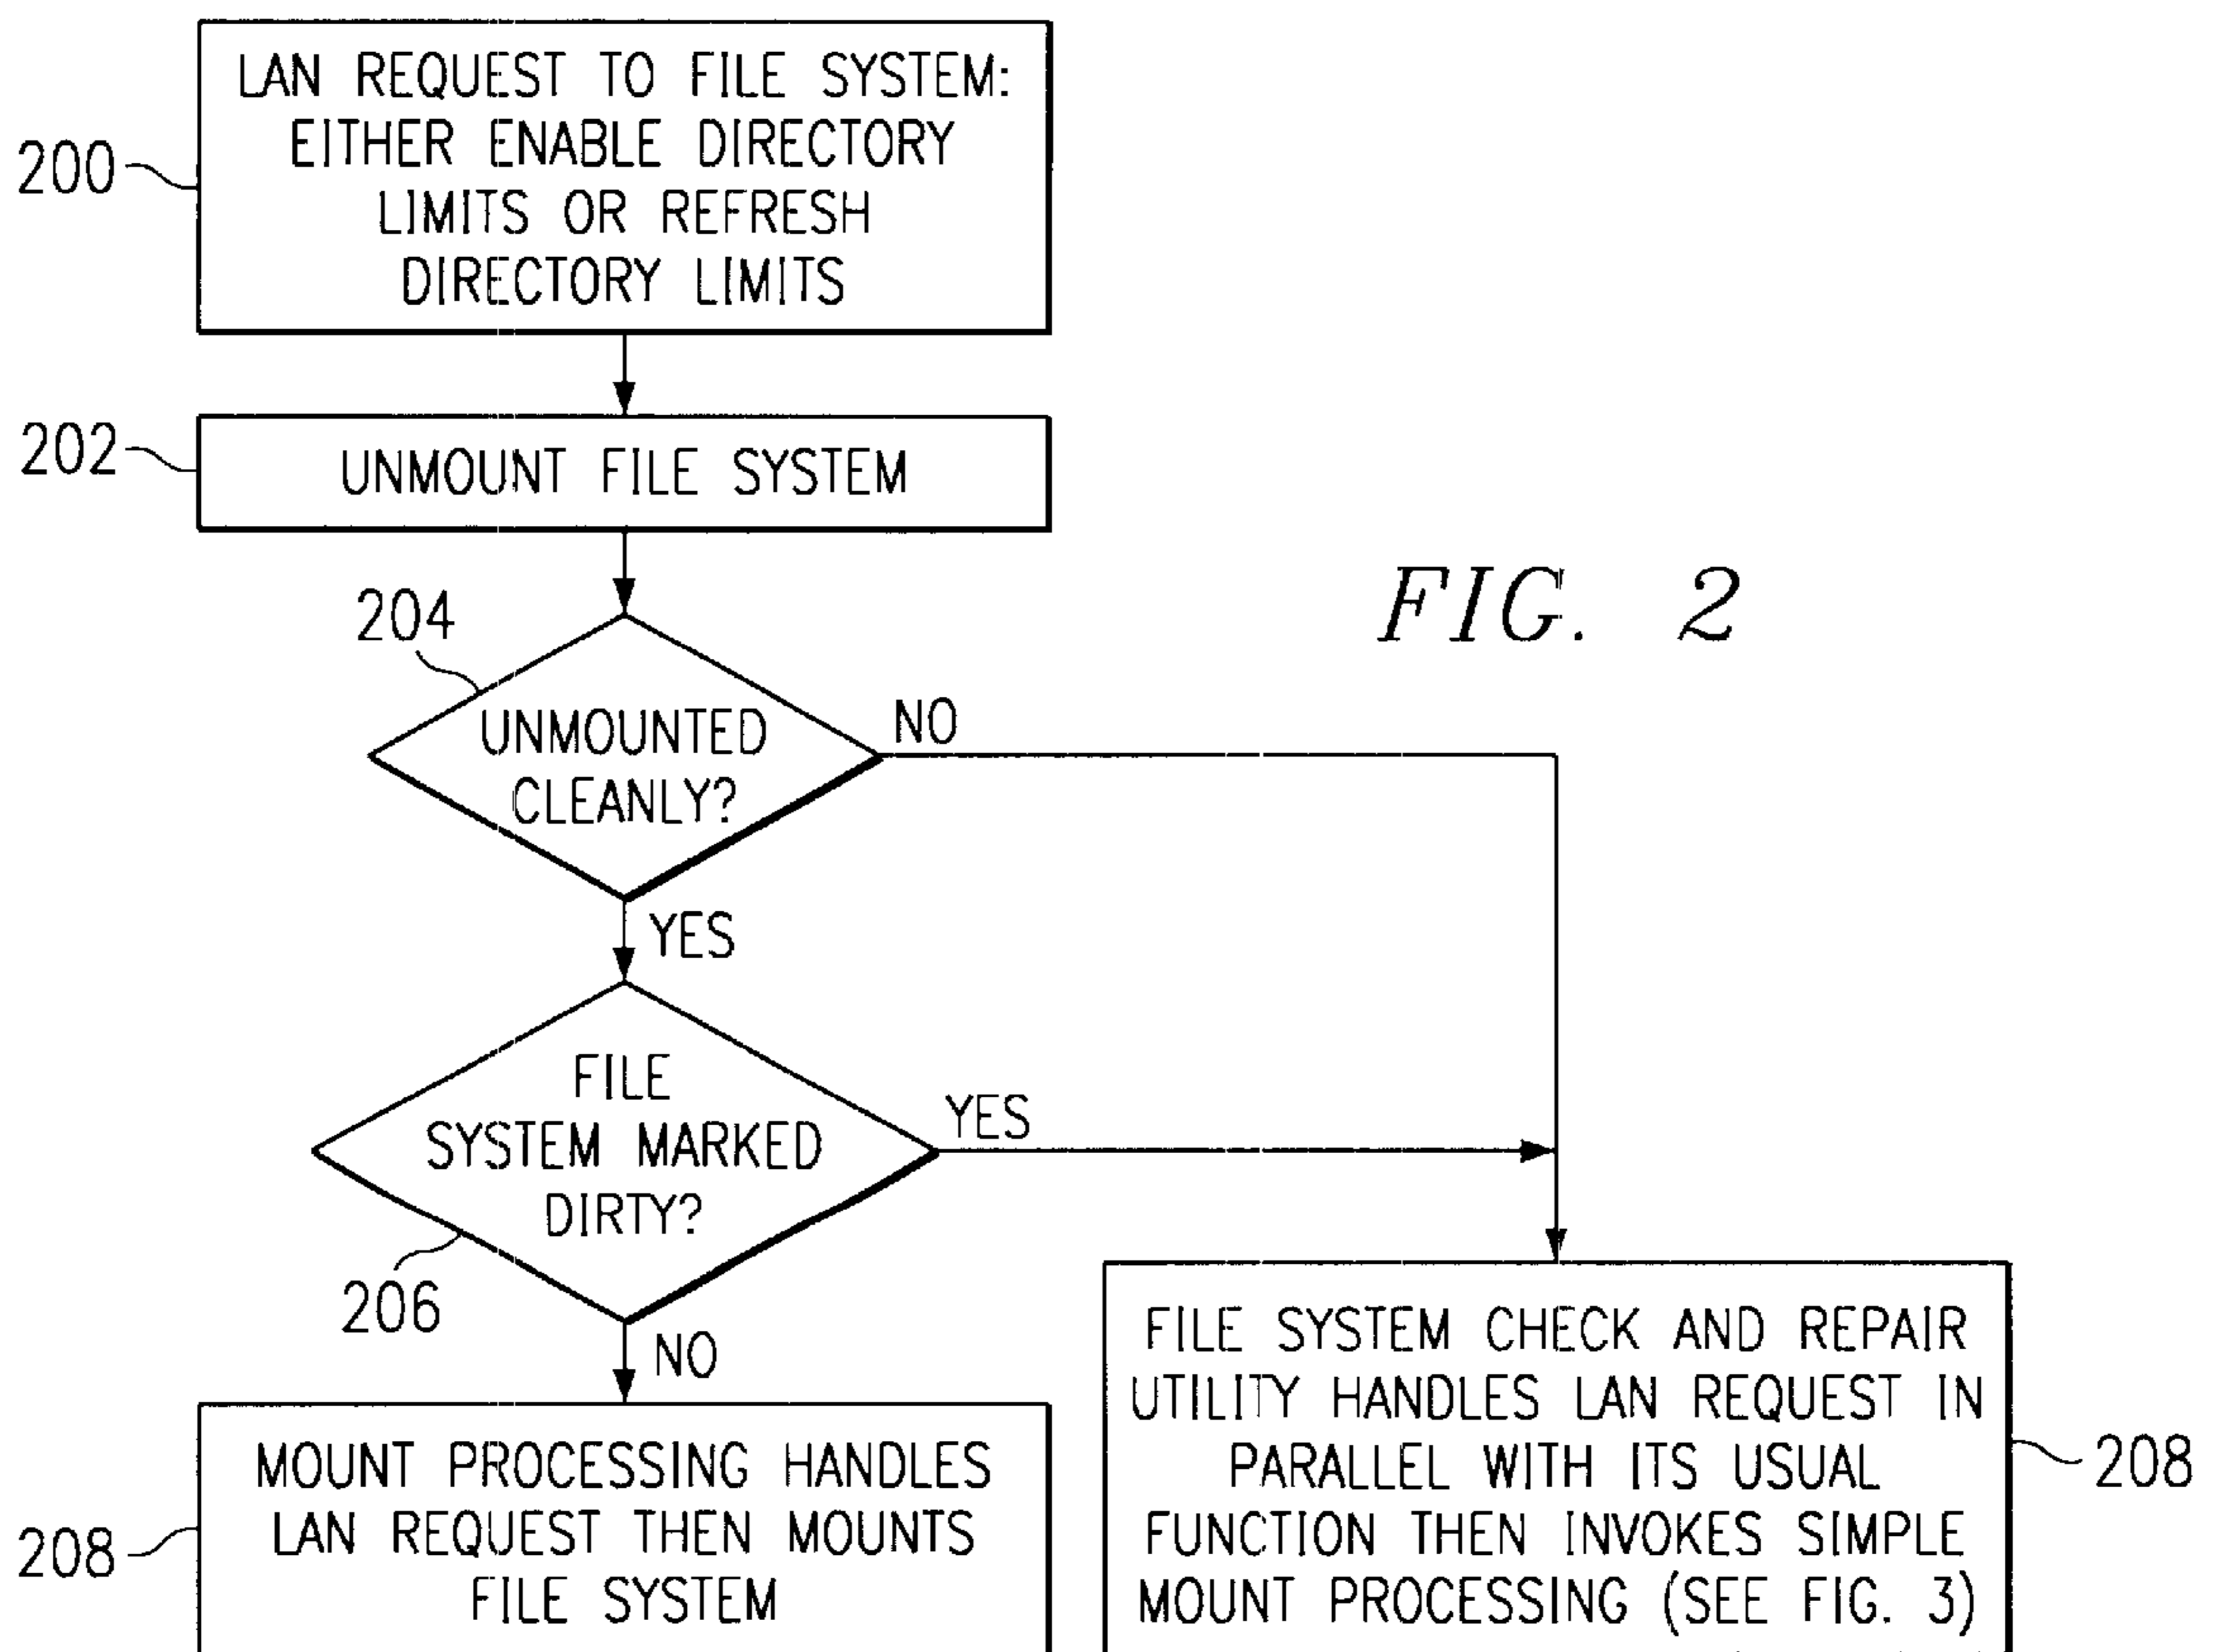 LAN REQUEST TO FILE SYSTEM:
EITHER ENABLE DIRECTORY
LIMITS OR REFRESH
DIRECTORY LIMITS
200
202
UNMOUNT FILE SYSTEM
FIG. 2
204
UNMOUNTED
CLEANLY?
NO
YES
FILE
SYSTEM MARKED
DIRTY?
YES
206
NO
MOUNT PROCESSING HANDLES
LAN REQUEST THEN MOUNTS
FILE SYSTEM
208
FILE SYSTEM CHECK AND REPAIR
UTILITY HANDLES LAN REQUEST IN
PARALLEL WITH ITS USUAL
FUNCTION THEN INVOKES SIMPLE
MOUNT PROCESSING (SEE FIG. 3)
208